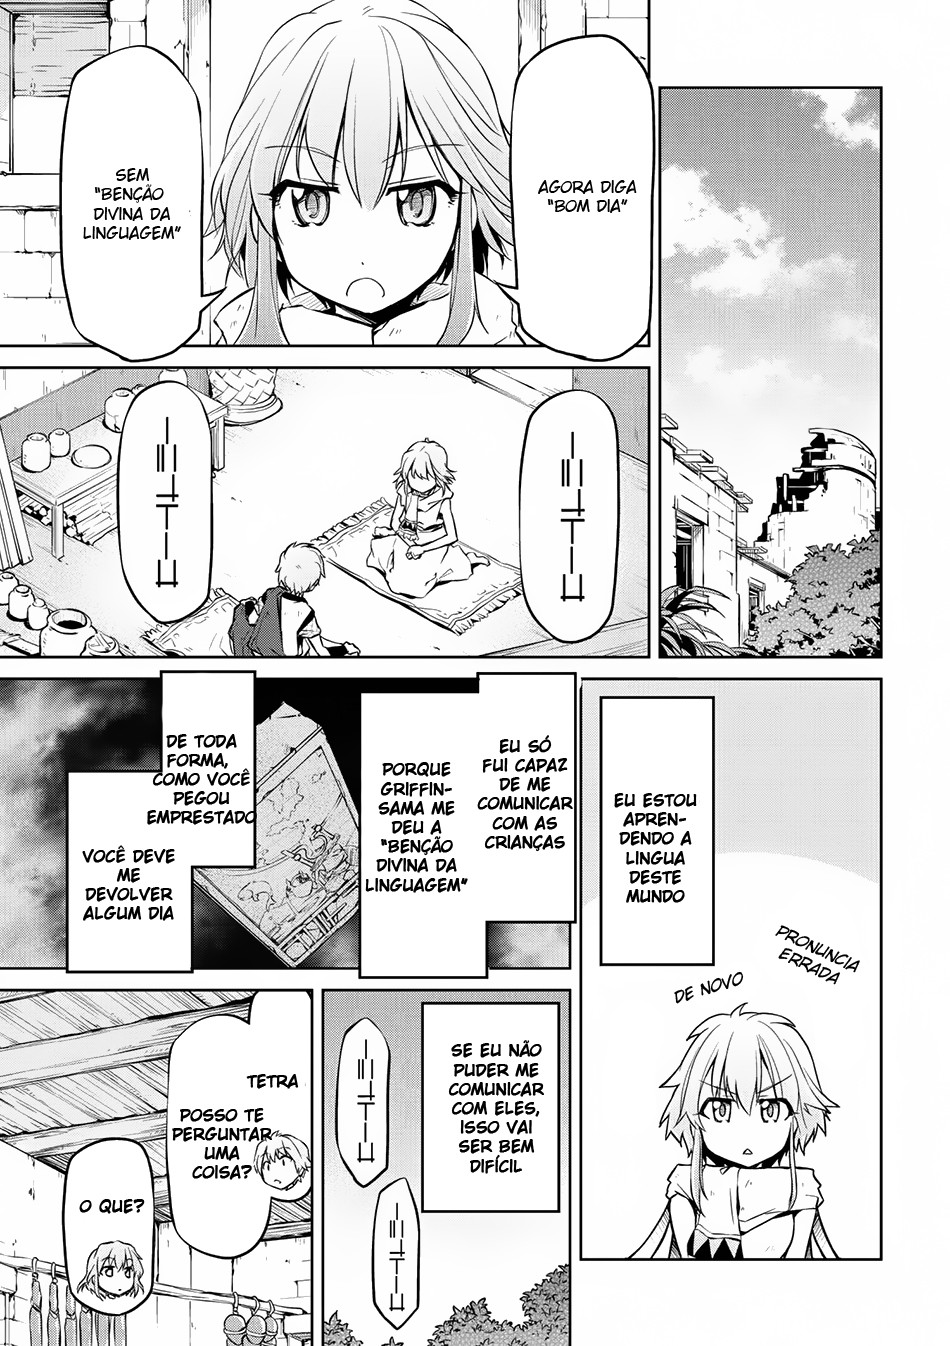 AGORA DIGA
"BOM DIA"
SEM
"BENÇÃO
DIVINA DA
LINGUAGEM"
EU ESTOU
APREN-
DENDO A
LINGUA
DESTE
MUNDO
PRONUNCIA
ERRADA
DE NOVO
EU SÓ
FUI CAPAZ
DE ME
COMUNICAR
COM AS
CRIANÇAS
PORQUE
GRIFFIN-
SAMA ME
DEU A
"BENÇÃO
DIVINA DA
LINGUAGEM"
DE TODA
FORMA,
COMO VOCÊ
PEGOU
EMPRESTADO
VOCÊ DEVE
ME
DEVOLVER
ALGUM DIA
SE EU NÃO
PUDER ME
COMUNICAR
COM ELES,
ISSO VAI
SER BEM
DIFÍCIL
TETRA
POSSO TE
PERGUNTAR
UMA
COISA?
O QUE?